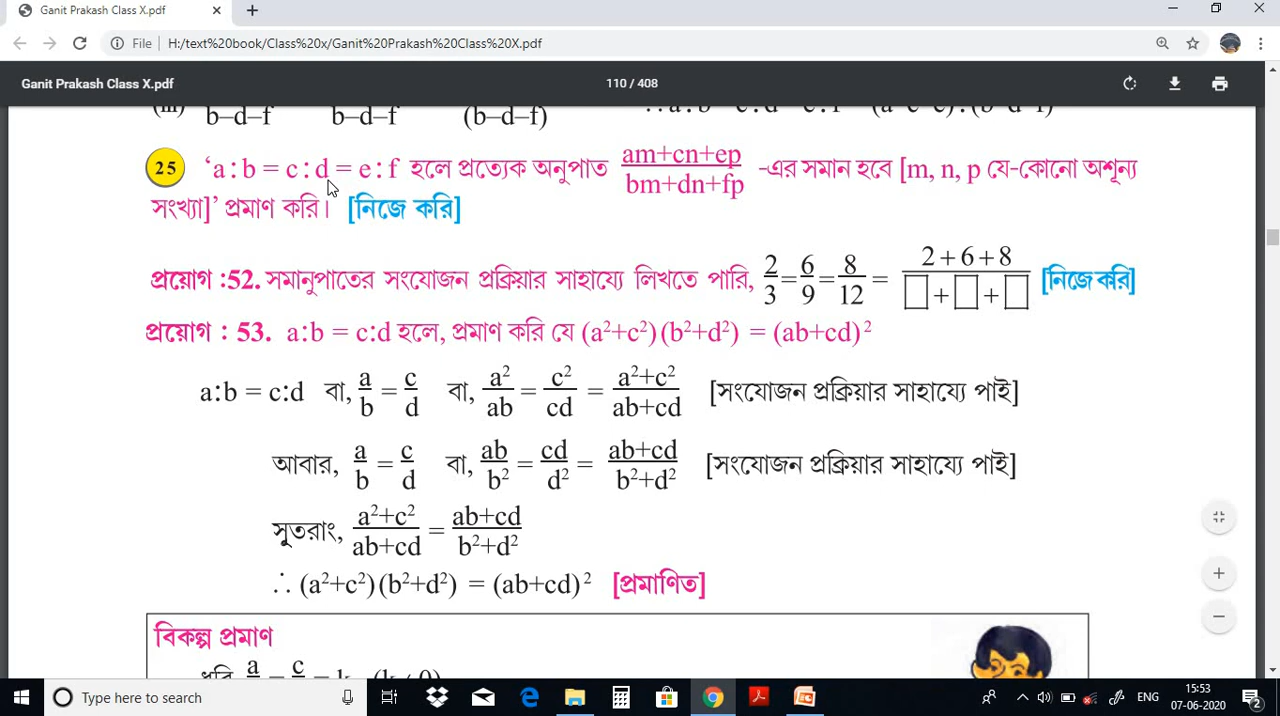 Ganit Prakash Class X.pdf
File H:/text%20book/Class%20x/Ganit%20Prakash%20Class%20X.pdf
Ganit Prakash Class X.pdf 110 / 408
b–d–f b–d–f (b–d–f)
25 'a:b = c:d = e:f হলে প্রত্যেক অনুপাত (am+cn+ep)/(bm+dn+fp) -এর সমান হবে [m, n, p যে-কোনো অশূন্য
সংখ্যা]' প্রমাণ করি। [নিজে করি]
প্রয়োগ :52. সমানুপাতের সংযোজন প্রক্রিয়ার সাহায্যে লিখতে পারি, 2/3 = 6/9 = 8/12 = (2+6+8)/(□+□+□) [নিজে করি]
প্রয়োগ : 53. a:b = c:d হলে, প্রমাণ করি যে (a²+c²)(b²+d²) = (ab+cd)²
a:b = c:d বা, a/b = c/d বা, a²/ab = c²/cd = (a²+c²)/(ab+cd) [সংযোজন প্রক্রিয়ার সাহায্যে পাই]
আবার, a/b = c/d বা, ab/b² = cd/d² = (ab+cd)/(b²+d²) [সংযোজন প্রক্রিয়ার সাহায্যে পাই]
সুতরাং, (a²+c²)/(ab+cd) = (ab+cd)/(b²+d²)
∴ (a²+c²)(b²+d²) = (ab+cd)² [প্রমাণিত]
বিকল্প প্রমাণ
Type here to search
ENG
15:53
07-06-2020
2